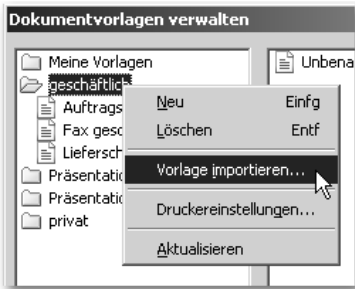 Dokumentvorlagen verwalten
Meine Vorlagen
geschäftlich
Auftrags
Fax gesc
Liefersch
Präsentatio
Präsentatio
privat
Unbena
Neu Einfg
Löschen Entf
Vorlage importieren...
Druckereinstellungen...
Aktualisieren